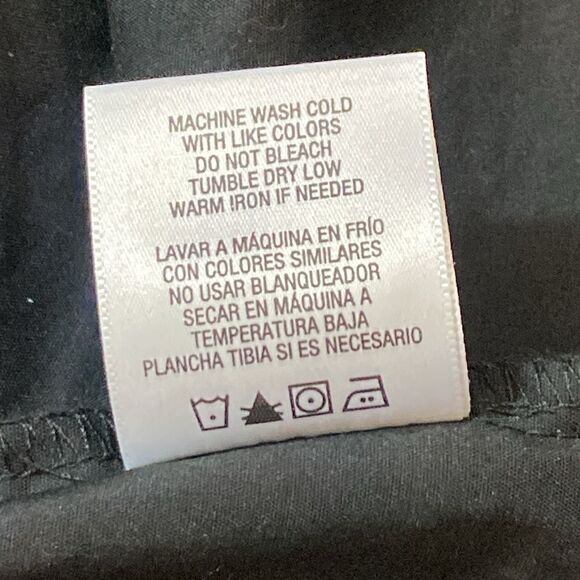 MACHINE WASH COLD
WITH LIKE COLORS
DO NOT BLEACH
TUMBLE DRY LOW
WARM IRON IF NEEDED
LAVAR A MÁQUINA EN FRÍO
CON COLORES SIMILARES
NO USAR BLANQUEADOR
SECAR EN MÁQUINA A
TEMPERATURA BAJA
PLANCHA TIBIA SI ES NECESARIO